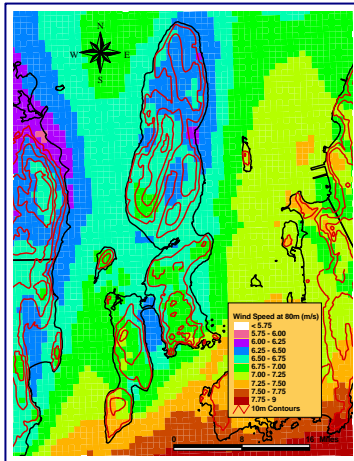 N
W E
S
Wind Speed at 80m (m/s)
< 5.75
5.75 - 6.00
6.00 - 6.25
6.25 - 6.50
6.50 - 6.75
6.75 - 7.00
7.00 - 7.25
7.25 - 7.50
7.50 - 7.75
7.75 - 9
10m Contours
0 8 16 Miles